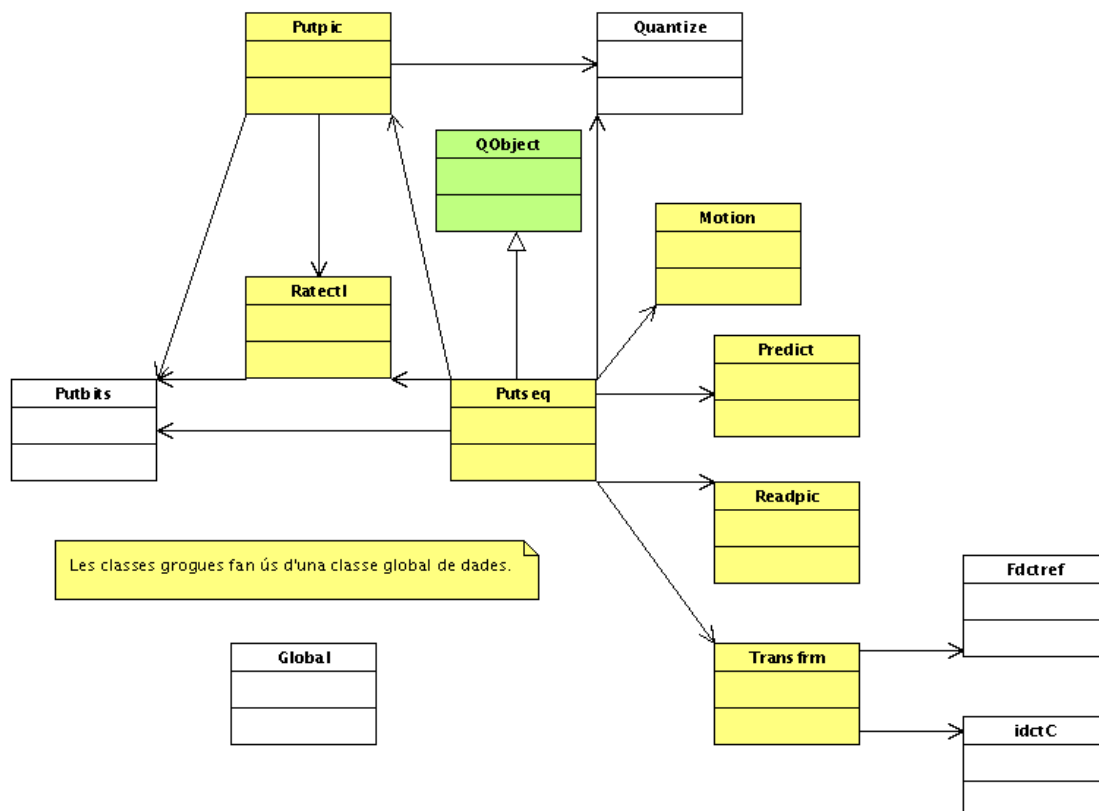 Putpic
Quantize
QObject
Motion
Ratectl
Predict
Putbits
Putseq
Readpic
Les classes grogues fan ús d'una classe global de dades.
Fdctref
Global
Transfrm
idctC